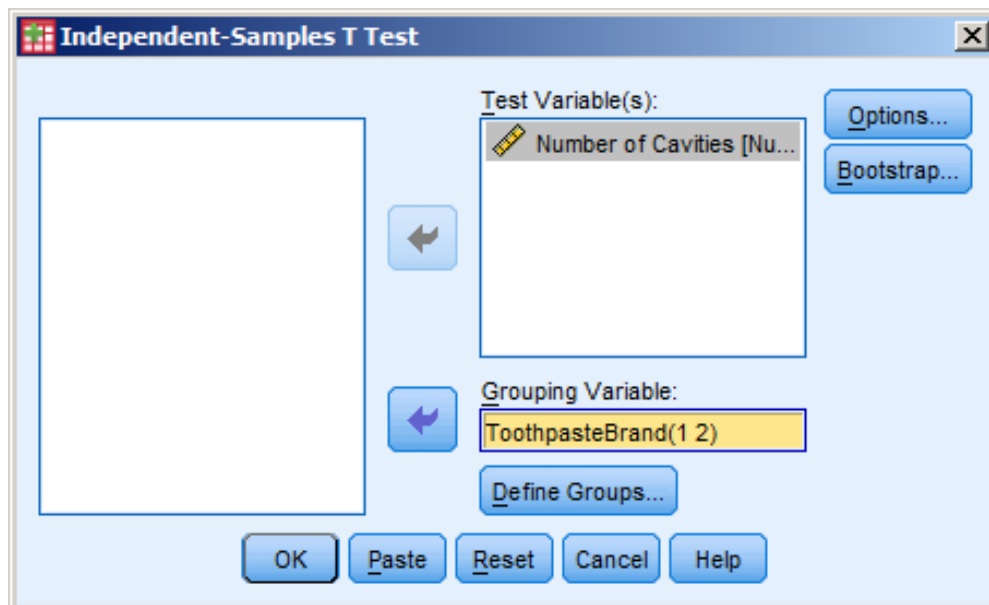 Independent-Samples T Test
Test Variable(s):
Number of Cavities [Nu...
Options...
Bootstrap...
Grouping Variable:
ToothpasteBrand(1 2)
Define Groups...
OK Paste Reset Cancel Help